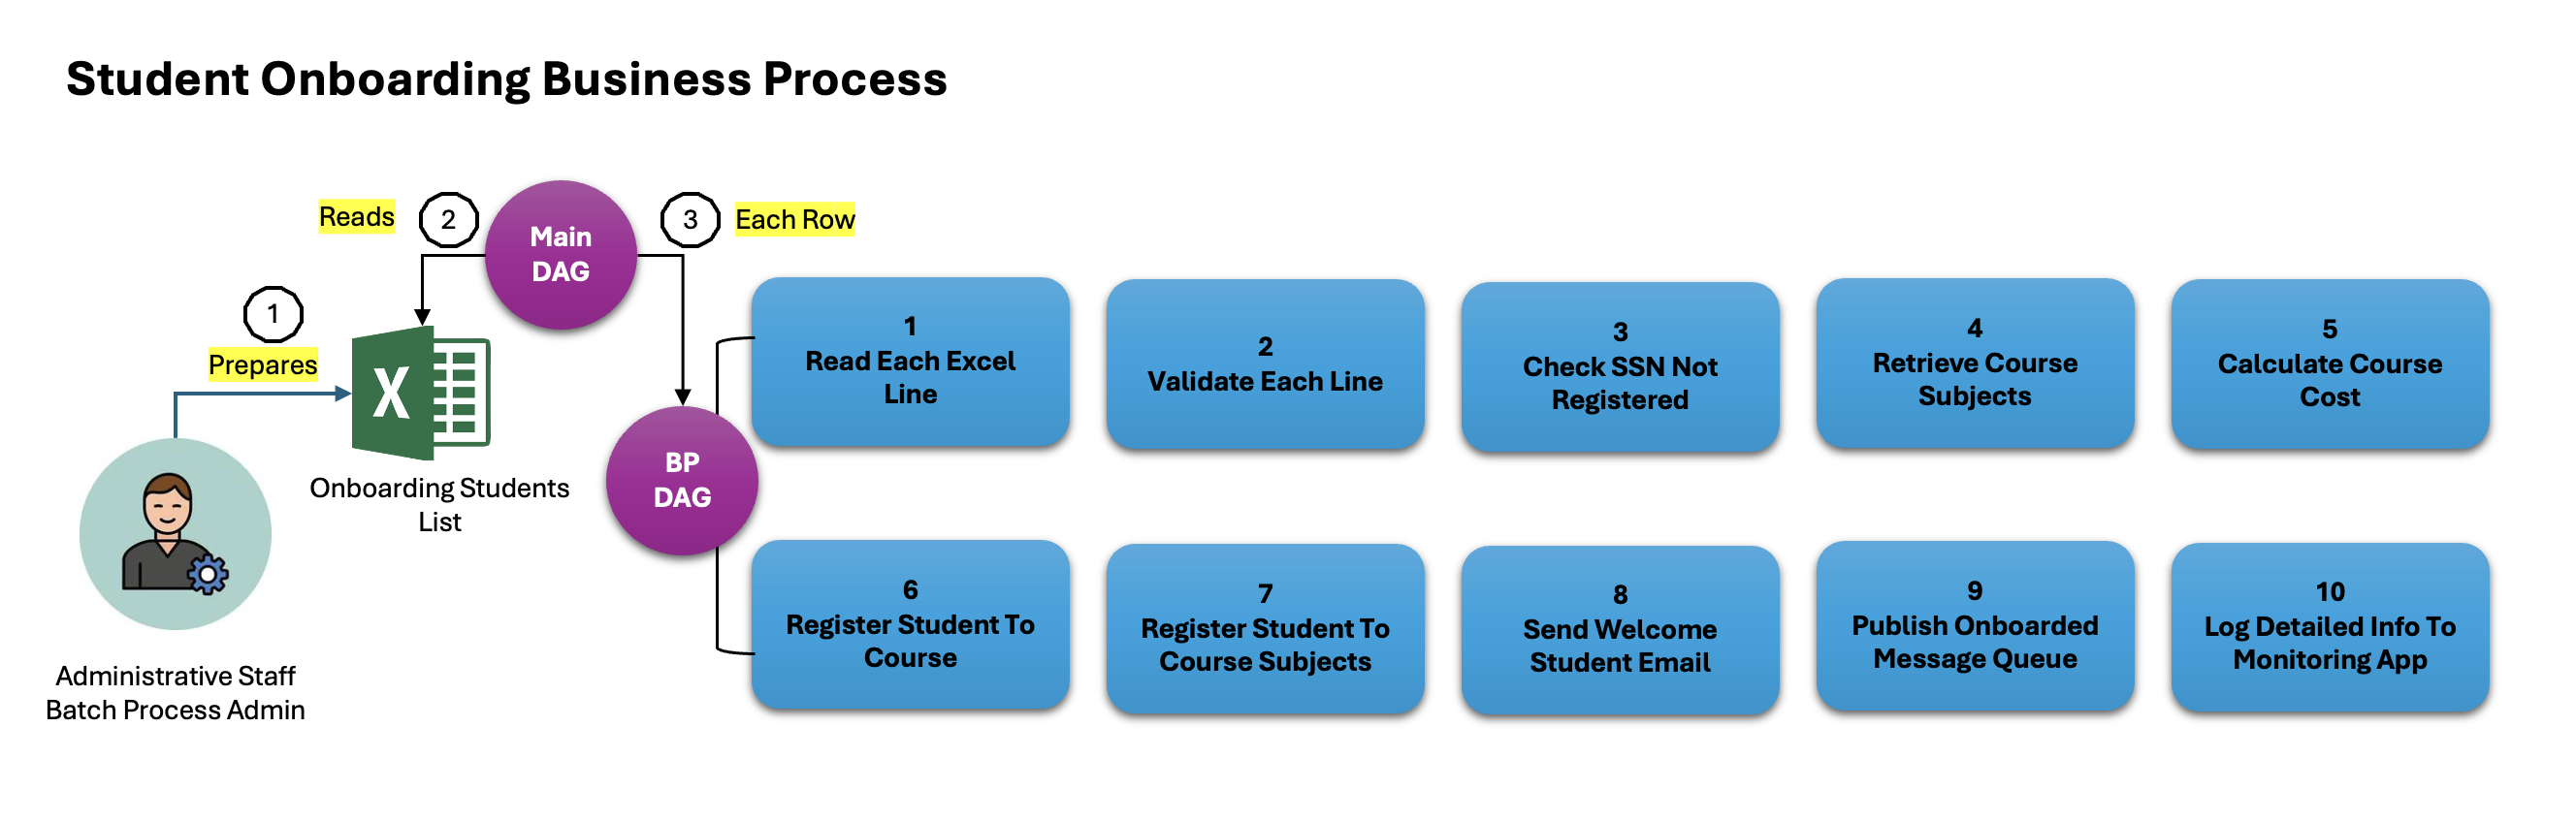 Student Onboarding Business Process
Reads
2
Main
DAG
3
Each Row
1
Prepares
X
Onboarding Students
List
Administrative Staff
Batch Process Admin
BP
DAG
1
Read Each Excel
Line
2
Validate Each Line
3
Check SSN Not
Registered
4
Retrieve Course
Subjects
5
Calculate Course
Cost
6
Register Student To
Course
7
Register Student To
Course Subjects
8
Send Welcome
Student Email
9
Publish Onboarded
Message Queue
10
Log Detailed Info To
Monitoring App